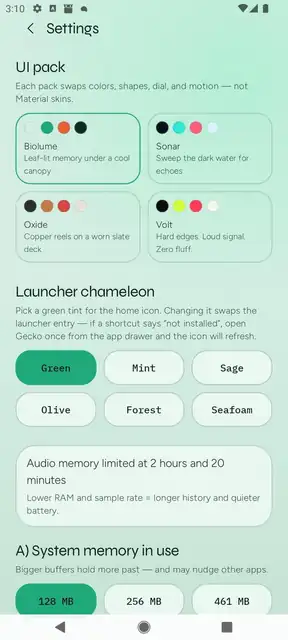 3:10
Settings
UI pack
Each pack swaps colors, shapes, dial, and motion — not
Material skins.
Biolume
Leaf-lit memory under a cool
canopy.
Sonar
Sweep the dark water for
echoes.
Oxide
Copper reels on a worn slate
deck.
Volt
Hard edges. Loud signal.
Zero fluff.
Launcher chameleon
Pick a green tint for the home icon. Changing it swaps the
launcher entry — if a shortcut says "not installed", open
Gecko once from the app drawer and the icon will refresh.
Green
Mint
Sage
Olive
Forest
Seafoam
Audio memory limited at 2 hours and 20
minutes
Lower RAM and sample rate = longer history and quieter
battery.
A) System memory in use
Bigger buffers hold more past — and may nudge other apps.
128 MB
256 MB
461 MB